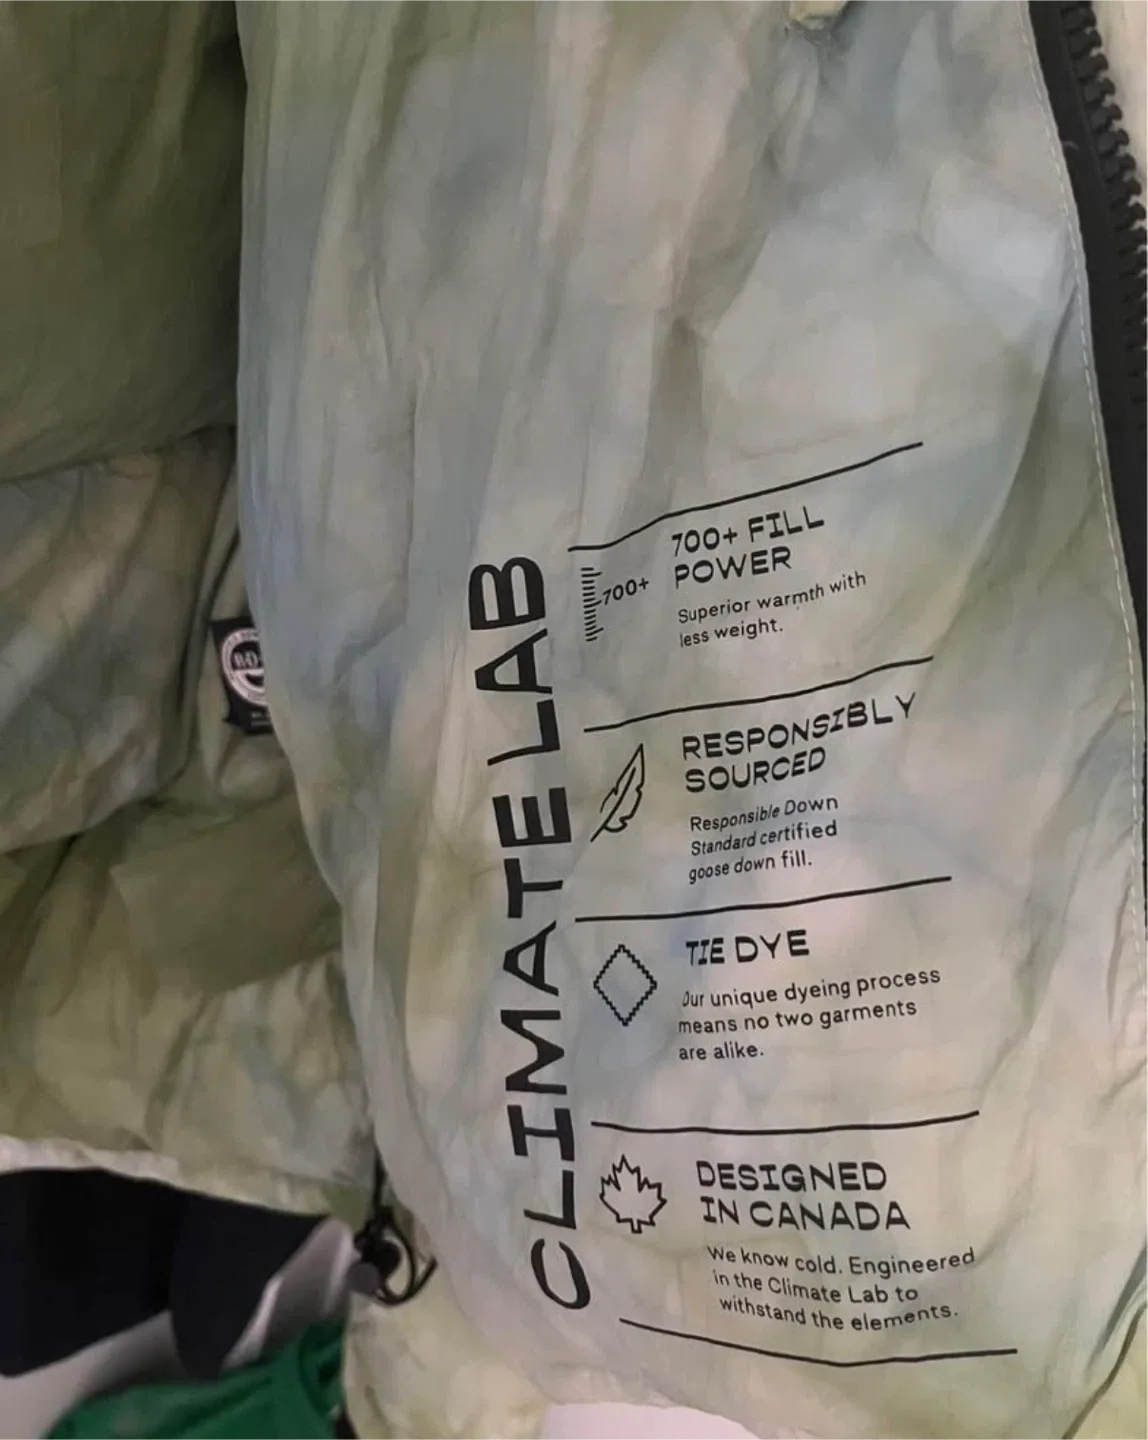 CLIMATE LAB
700+
700+ FILL
POWER
Superior warmth with
less weight.
RESPONSIBLY
SOURCED
Responsible Down
Standard certified
goose down fill.
TIE DYE
Our unique dyeing process
means no two garments
are alike.
DESIGNED
IN CANADA
We know cold. Engineered
in the Climate Lab to
withstand the elements.